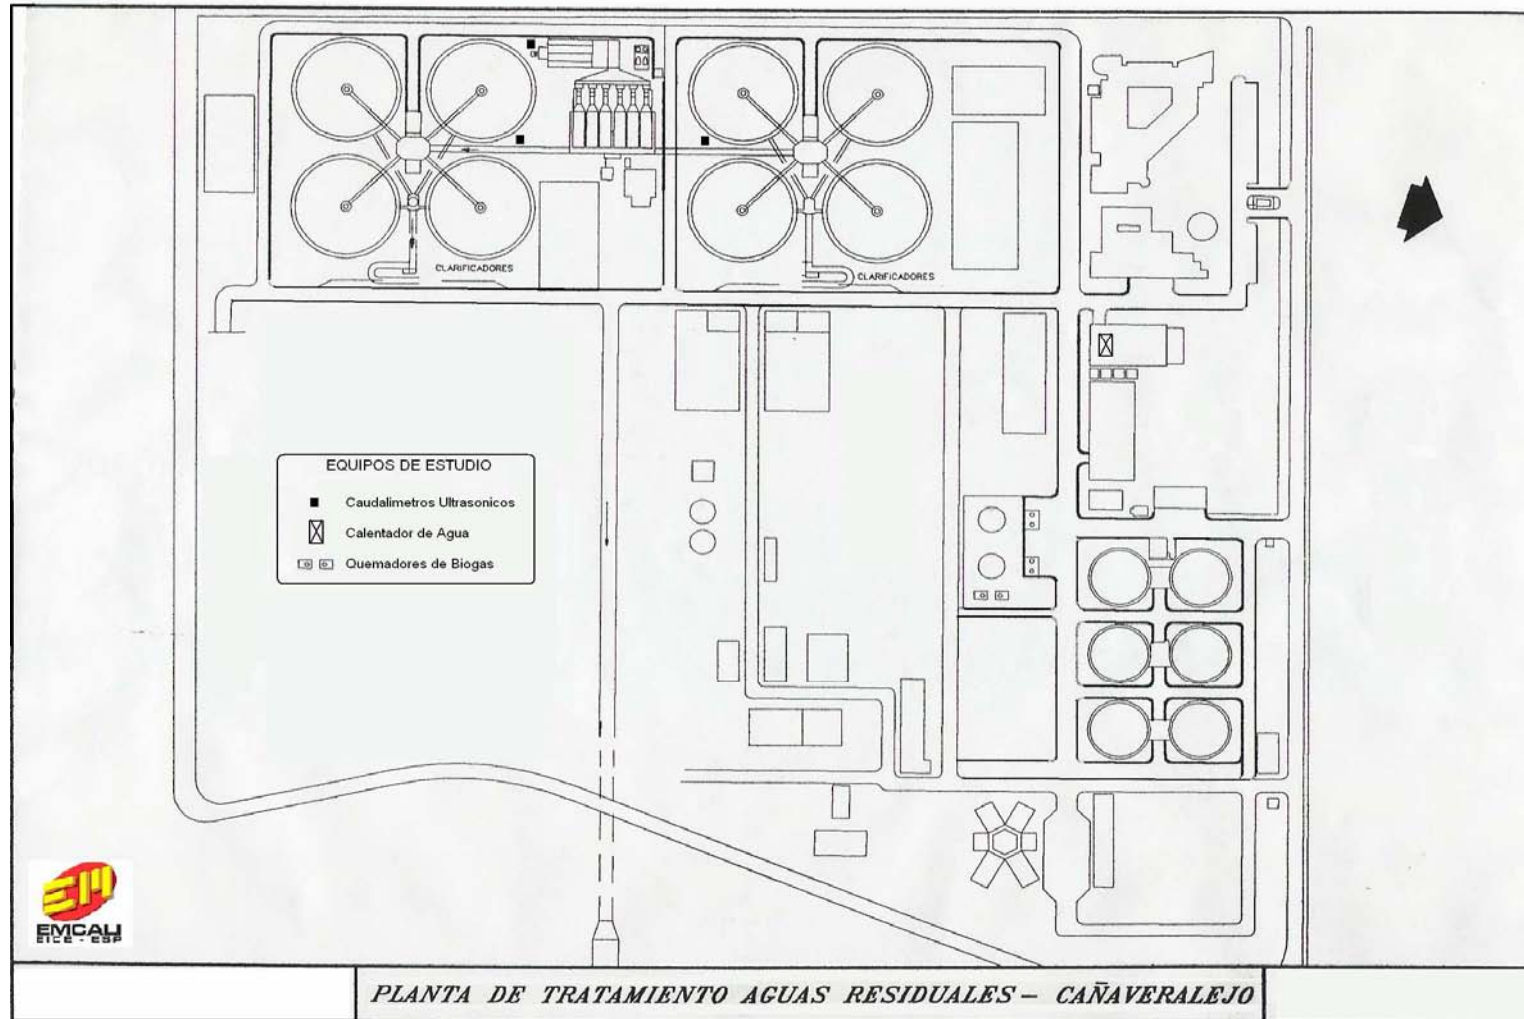 CLARIFICADORES
CLARIFICADORES
EQUIPOS DE ESTUDIO
Caudalimetros Ultrasonicos
Calentador de Agua
Quemadores de Biogas
EM
EMCALI
EICE - ESP
PLANTA DE TRATAMIENTO AGUAS RESIDUALES - CAÑAVERALEJO